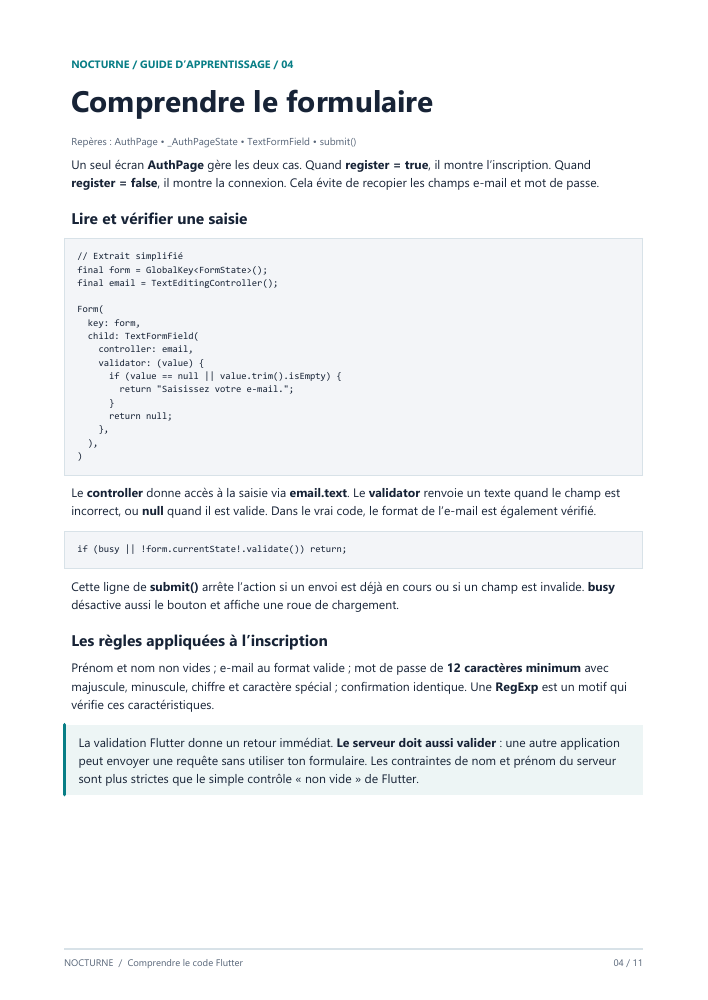 NOCTURNE / GUIDE D’APPRENTISSAGE / 04
Comprendre le formulaire
Repères : AuthPage • _AuthPageState • TextFormField • submit()
Un seul écran AuthPage gère les deux cas. Quand register = true, il montre l’inscription. Quand
register = false, il montre la connexion. Cela évite de recopier les champs e-mail et mot de passe.
Lire et vérifier une saisie
// Extrait simplifié
final form = GlobalKey<FormState>();
final email = TextEditingController();

Form(
  key: form,
  child: TextFormField(
    controller: email,
    validator: (value) {
      if (value == null || value.trim().isEmpty) {
        return "Saisissez votre e-mail.";
      }
      return null;
    },
  ),
)
Le controller donne accès à la saisie via email.text. Le validator renvoie un texte quand le champ est
incorrect, ou null quand il est valide. Dans le vrai code, le format de l’e-mail est également vérifié.
if (busy || !form.currentState!.validate()) return;
Cette ligne de submit() arrête l’action si un envoi est déjà en cours ou si un champ est invalide. busy
désactive aussi le bouton et affiche une roue de chargement.
Les règles appliquées à l’inscription
Prénom et nom non vides ; e-mail au format valide ; mot de passe de 12 caractères minimum avec
majuscule, minuscule, chiffre et caractère spécial ; confirmation identique. Une RegExp est un motif qui
vérifie ces caractéristiques.
La validation Flutter donne un retour immédiat. Le serveur doit aussi valider : une autre application
peut envoyer une requête sans utiliser ton formulaire. Les contraintes de nom et prénom du serveur
sont plus strictes que le simple contrôle « non vide » de Flutter.
NOCTURNE / Comprendre le code Flutter
04 / 11